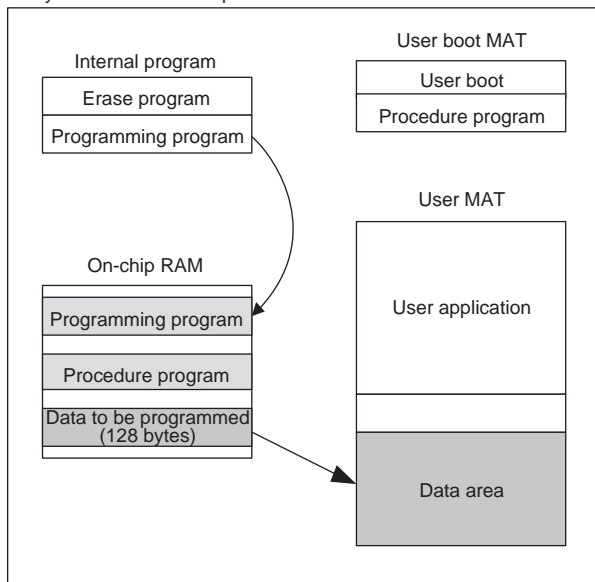 Internal program
Erase program
Programming program
User boot MAT
User boot
Procedure program
User MAT
User application
Data area
On-chip RAM
Programming program
Procedure program
Data to be programmed
(128 bytes)